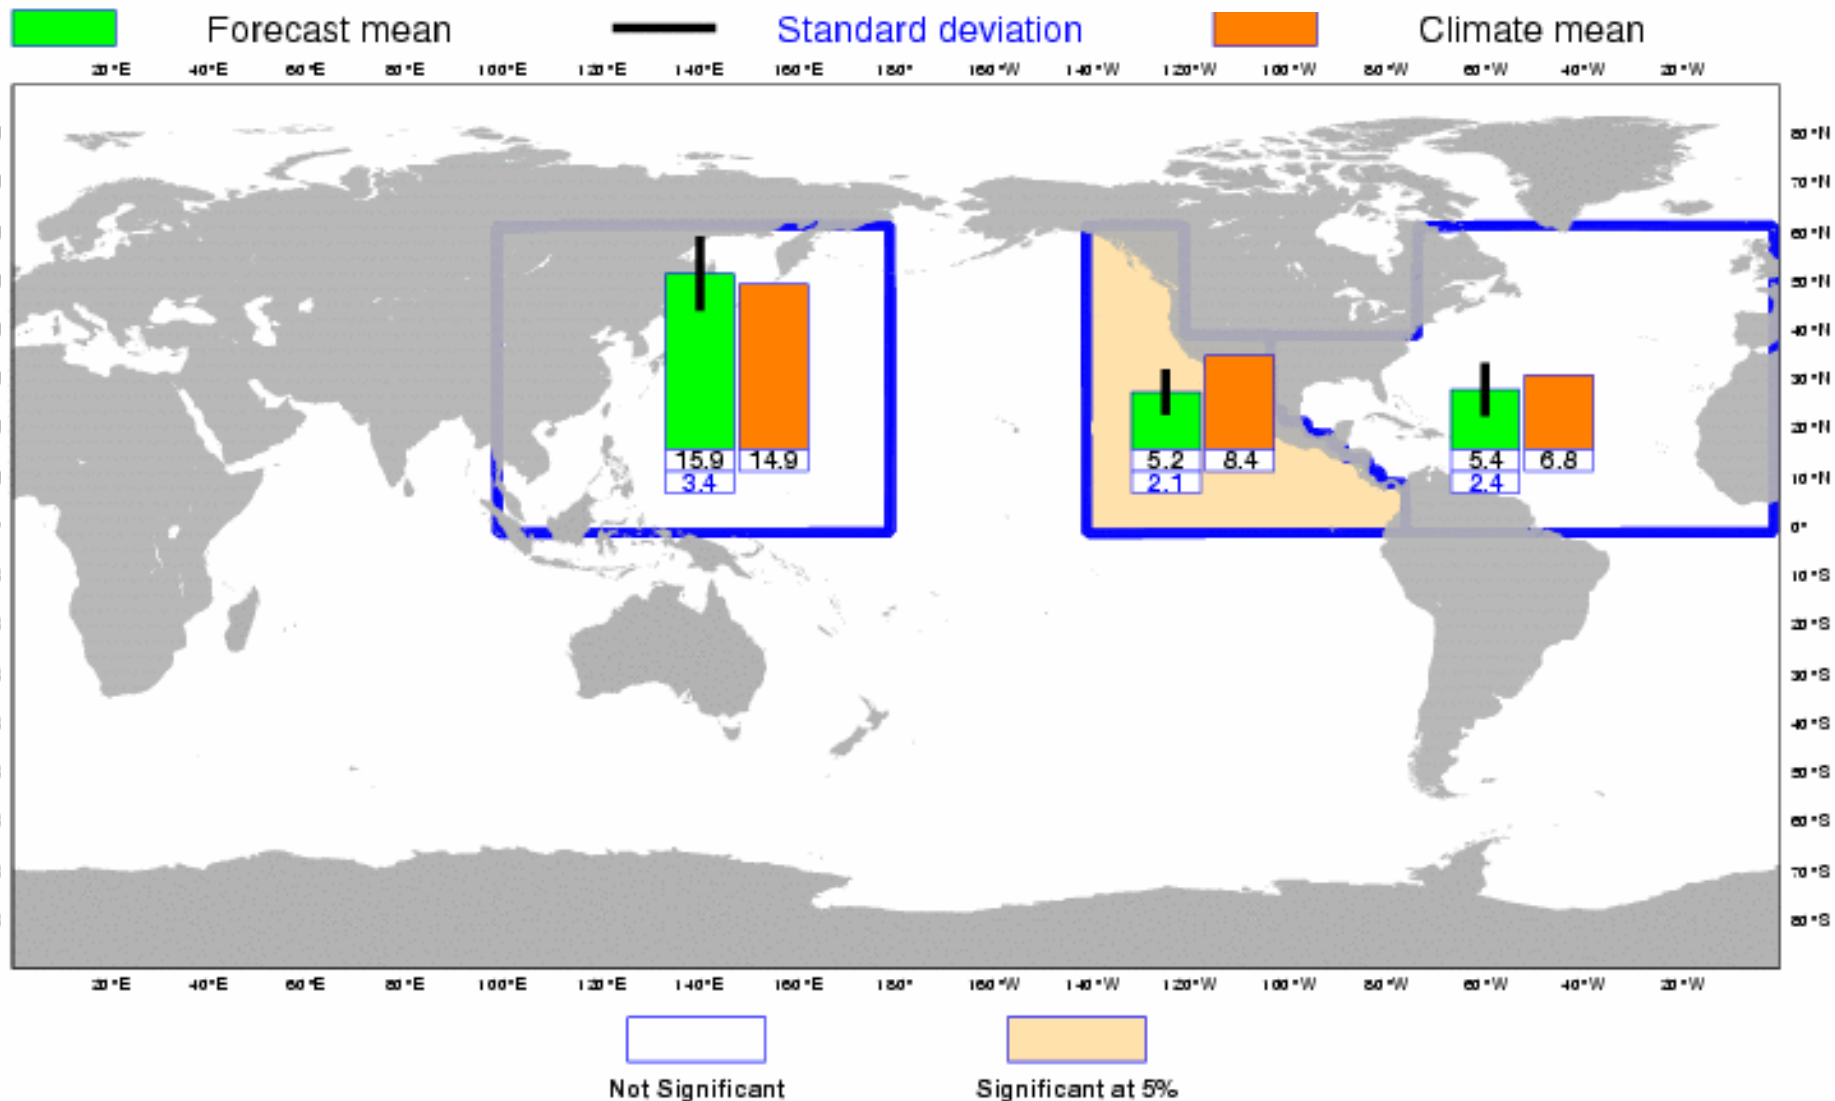 Forecast mean Standard deviation Climate mean
20°E 40°E 60°E 80°E 100°E 120°E 140°E 160°E 180° 160°W 140°W 120°W 100°W 80°W 60°W 40°W 20°W
80°N
70°N
60°N
50°N
40°N
30°N
20°N
15.9 14.9 5.2 8.4 5.4 6.8
3.4 2.1 2.4
10°N
0°
10°S
20°S
30°S
40°S
50°S
60°S
70°S
80°S
20°E 40°E 60°E 80°E 100°E 120°E 140°E 160°E 180° 160°W 140°W 120°W 100°W 80°W 60°W 40°W 20°W
Not Significant Significant at 5%